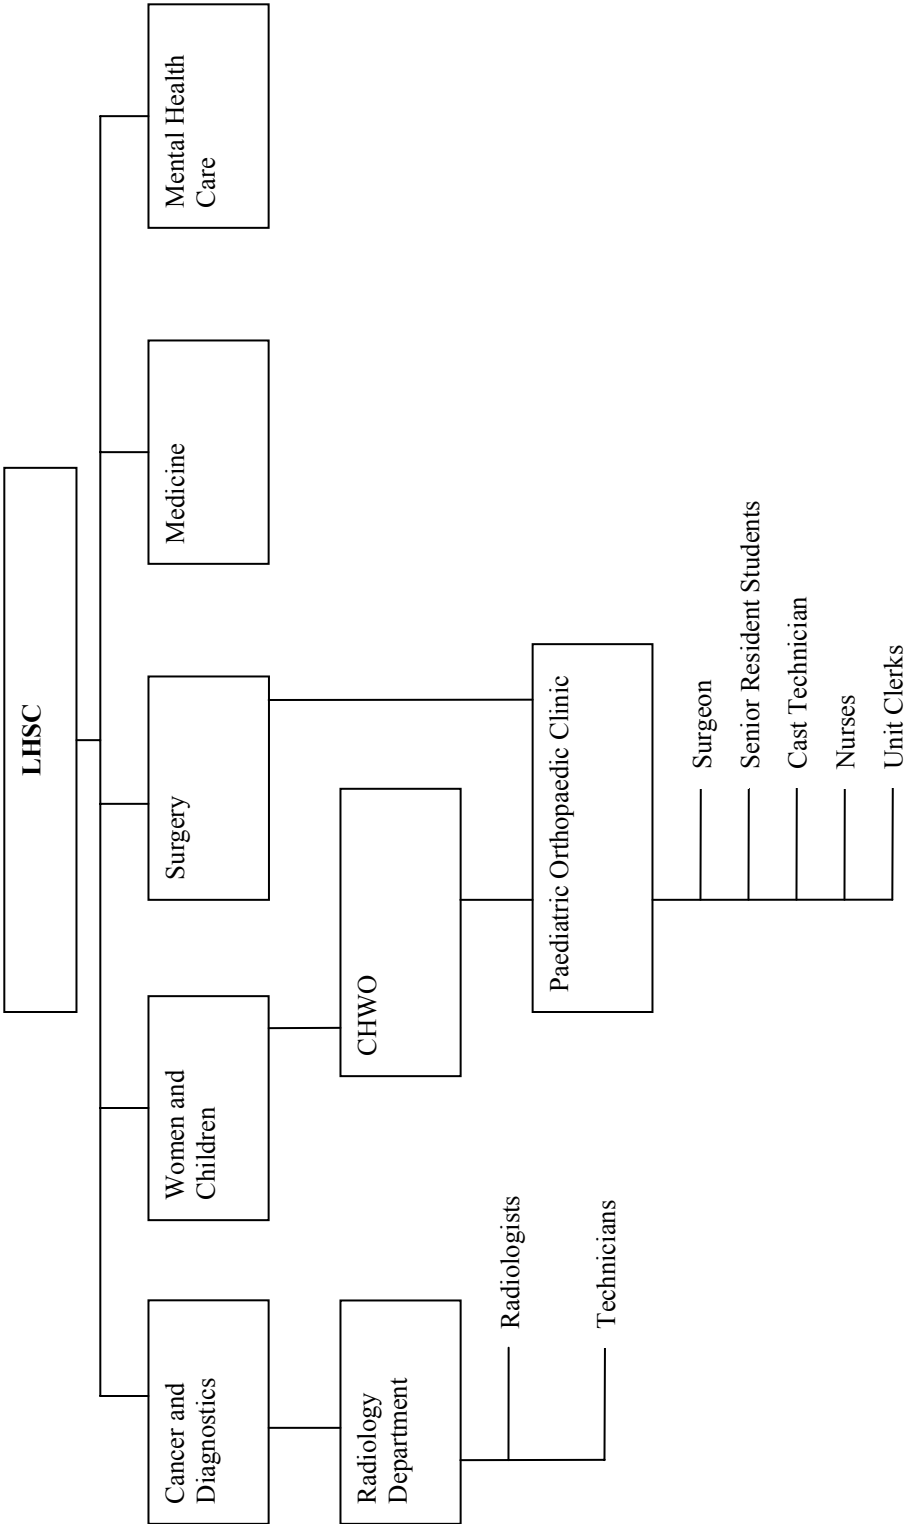 LHSC
Cancer and
Diagnostics
Women and
Children
Surgery
Medicine
Mental Health
Care
Radiology
Department
CHWO
Paediatric Orthopaedic Clinic
Radiologists
Technicians
Surgeon
Senior Resident Students
Cast Technician
Nurses
Unit Clerks